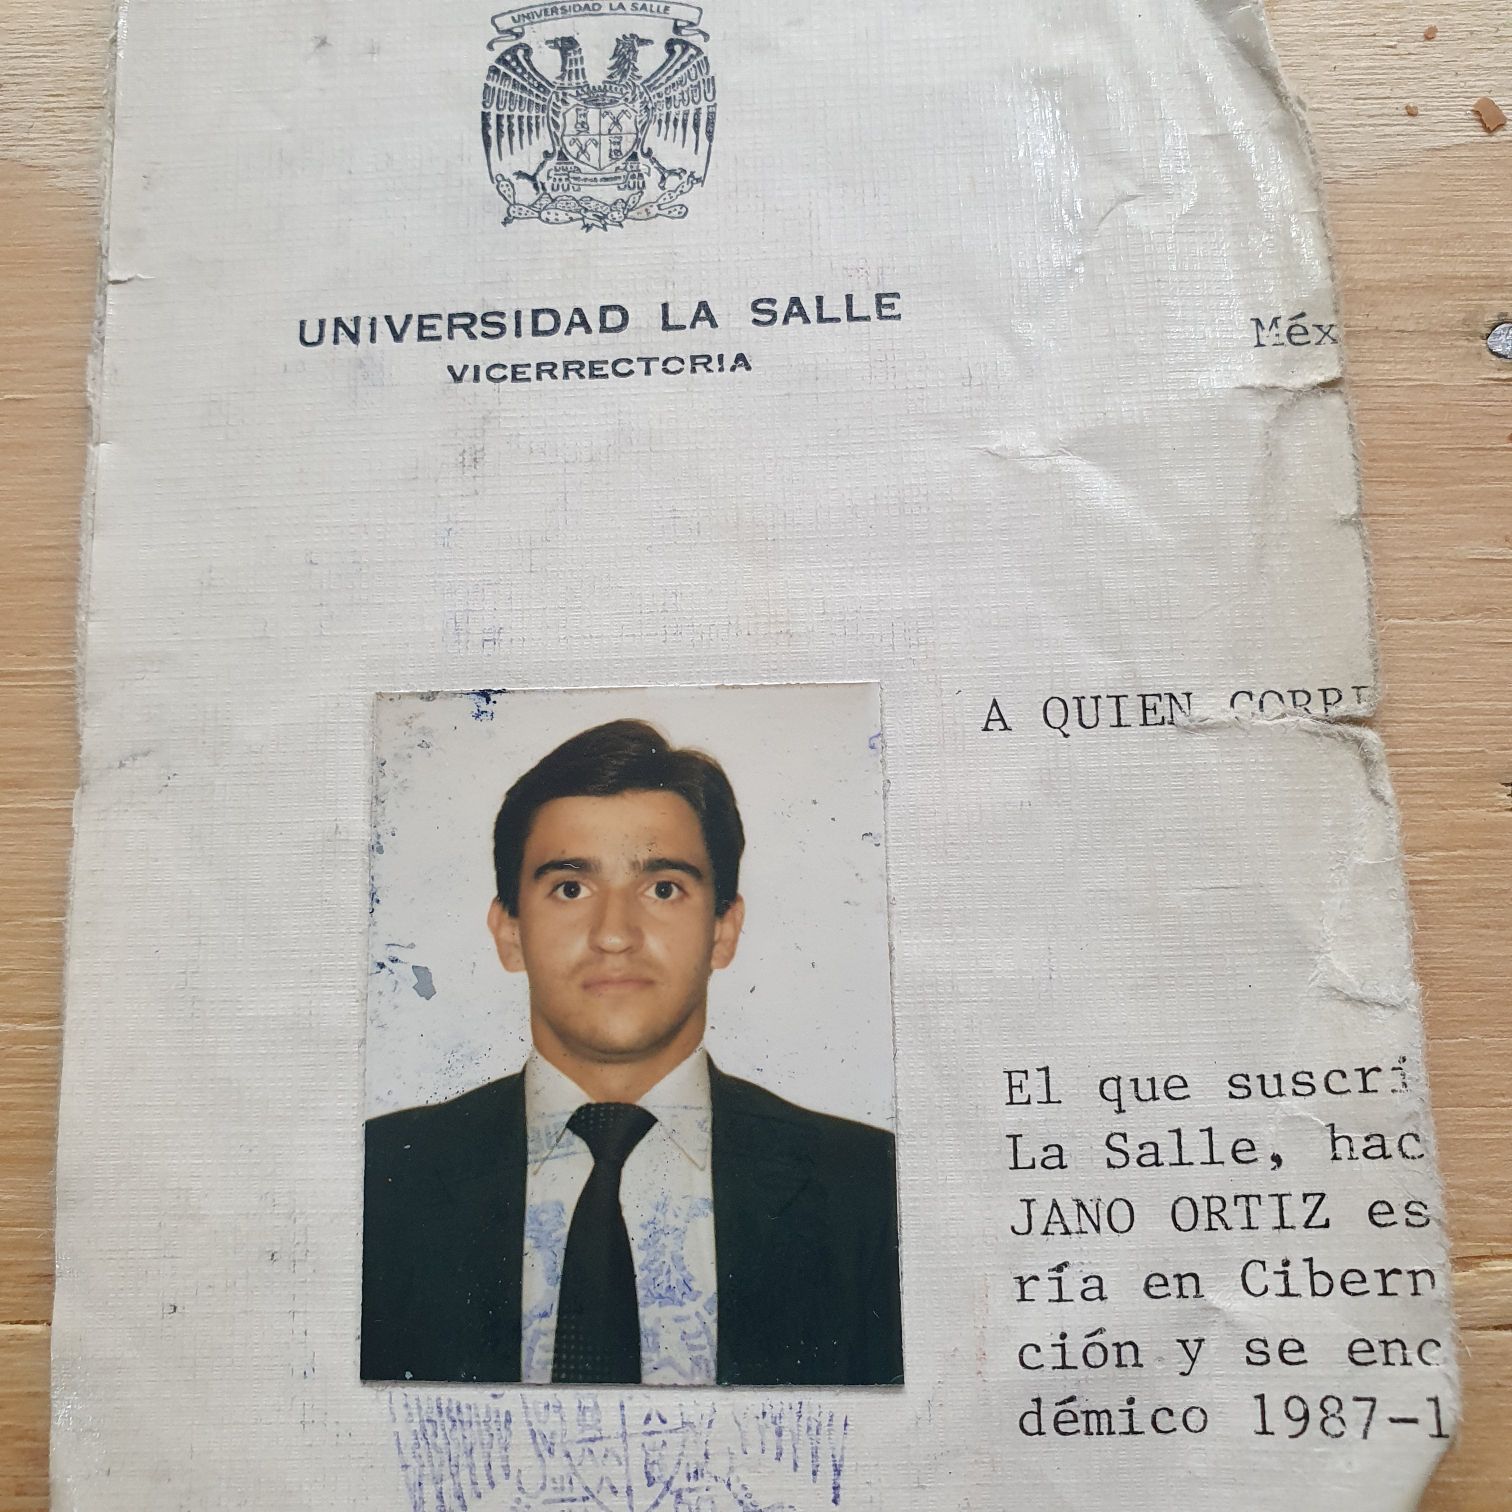 UNIVERSIDAD LA SALLE
UNIVERSIDAD LA SALLE
VICERRECTORIA
Méx
A QUIEN CORRI
El que suscri
La Salle, hac
JANO ORTIZ es
ría en Cibern
ción y se enc
démico 1987-1